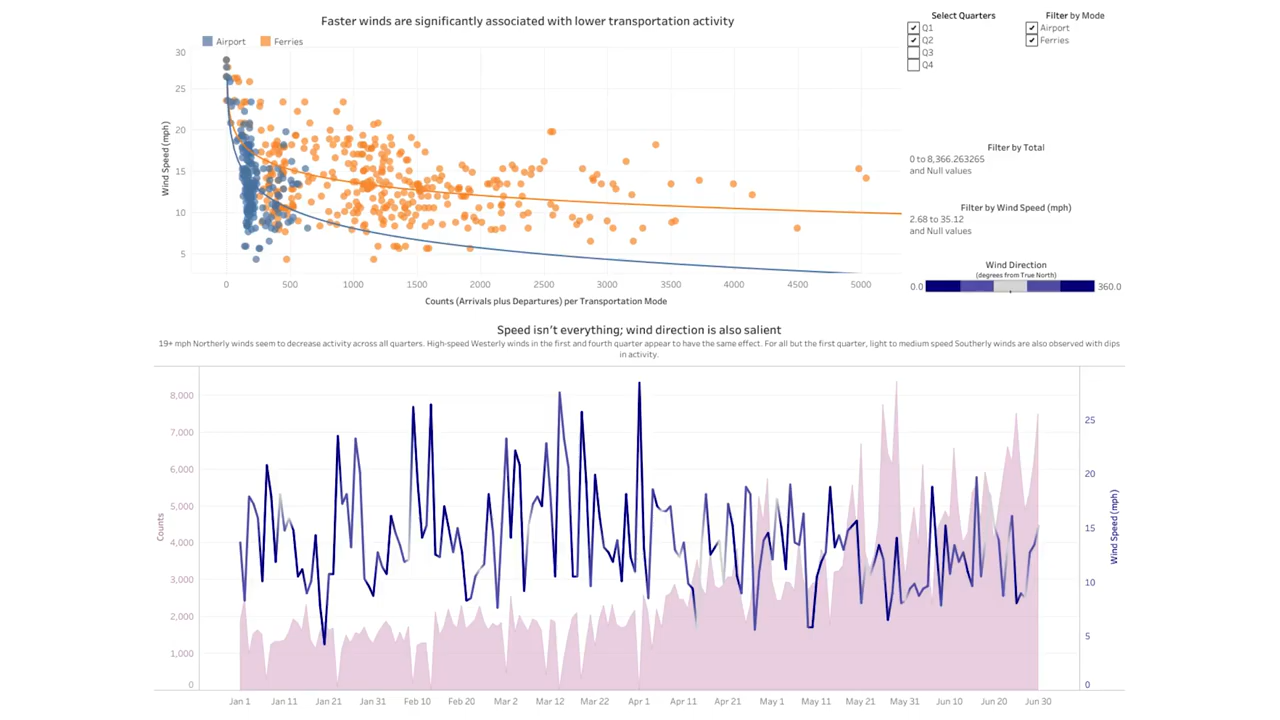 Faster winds are significantly associated with lower transportation activity
Airport Ferries
30
25
20
15
10
5
Wind Speed (mph)
0 500 1000 1500 2000 2500 3000 3500 4000 4500 5000
Counts (Arrivals plus Departures) per Transportation Mode
Select Quarters
Q1
Q2
Q3
Q4
Filter by Mode
Airport
Ferries
Filter by Total
0 to 8,366.263265
and Null values
Filter by Wind Speed (mph)
2.68 to 35.12
and Null values
Wind Direction
(degrees from True North)
0.0 360.0
Speed isn't everything; wind direction is also salient
19+ mph Northerly winds seem to decrease activity across all quarters. High-speed Westerly winds in the first and fourth quarter appear to have the same effect. For all but the first quarter, light to medium speed Southerly winds are also observed with dips
in activity.
8,000
7,000
6,000
5,000
4,000
3,000
2,000
1,000
0
Counts
25
20
15
10
5
0
Wind Speed (mph)
Jan 1 Jan 11 Jan 21 Jan 31 Feb 10 Feb 20 Mar 2 Mar 12 Mar 22 Apr 1 Apr 11 Apr 21 May 1 May 11 May 21 May 31 Jun 10 Jun 20 Jun 30